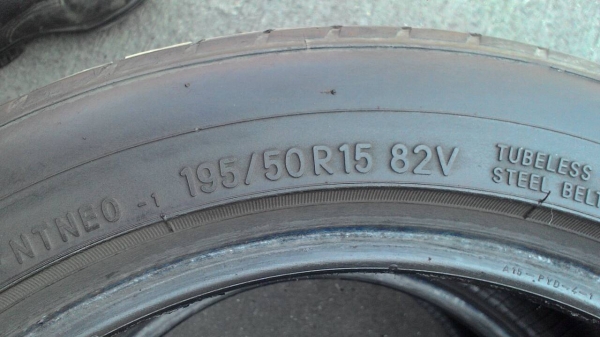 NTNEO -1 195/50R15 82V
TUBELESS
STEEL BELT